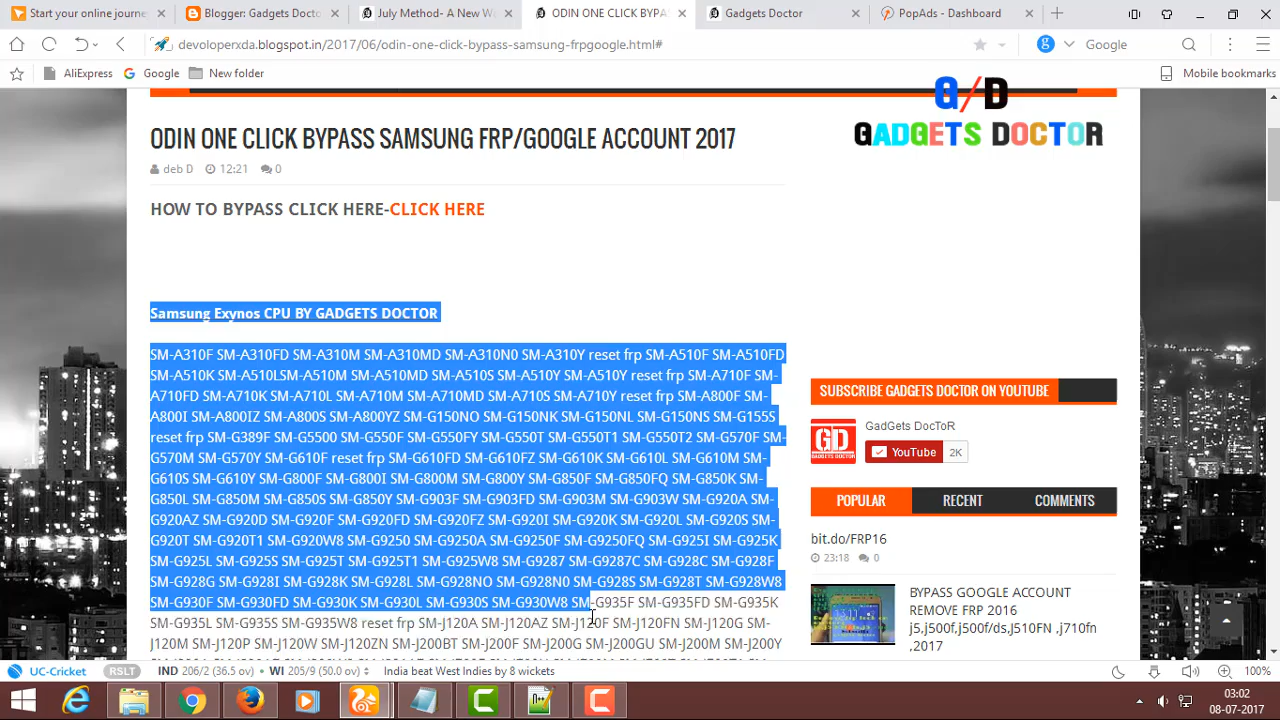 Start your online journe
Blogger: Gadgets Docto
July Method- A New W
ODIN ONE CLICK BYPA
Gadgets Doctor
PopAds - Dashboard
devoloperxda.blogspot.in/2017/06/odin-one-click-bypass-samsung-frpgoogle.html#
Google
AliExpress
Google
New folder
Mobile bookmarks
G/D
GADGETS DOCTOR
ODIN ONE CLICK BYPASS SAMSUNG FRP/GOOGLE ACCOUNT 2017
deb D 12:21 0
HOW TO BYPASS CLICK HERE-CLICK HERE
Samsung Exynos CPU BY GADGETS DOCTOR
SM-A310F SM-A310FD SM-A310M SM-A310MD SM-A310N0 SM-A310Y reset frp SM-A510F SM-A510FD
SM-A510K SM-A510LSM-A510M SM-A510MD SM-A510S SM-A510Y SM-A510Y reset frp SM-A710F SM-
A710FD SM-A710K SM-A710L SM-A710M SM-A710MD SM-A710S SM-A710Y reset frp SM-A800F SM-
A800I SM-A800IZ SM-A800S SM-A800YZ SM-G150NO SM-G150NK SM-G150NL SM-G150NS SM-G155S
reset frp SM-G389F SM-G5500 SM-G550F SM-G550FY SM-G550T SM-G550T1 SM-G550T2 SM-G570F SM-
G570M SM-G570Y SM-G610F reset frp SM-G610FD SM-G610FZ SM-G610K SM-G610L SM-G610M SM-
G610S SM-G610Y SM-G800F SM-G800I SM-G800M SM-G800Y SM-G850F SM-G850FQ SM-G850K SM-
G850L SM-G850M SM-G850S SM-G850Y SM-G903F SM-G903FD SM-G903M SM-G903W SM-G920A SM-
G920AZ SM-G920D SM-G920F SM-G920FD SM-G920FZ SM-G920I SM-G920K SM-G920L SM-G920S SM-
G920T SM-G920T1 SM-G920W8 SM-G9250 SM-G9250A SM-G9250F SM-G9250FQ SM-G925I SM-G925K
SM-G925L SM-G925S SM-G925T SM-G925T1 SM-G925W8 SM-G9287 SM-G9287C SM-G928C SM-G928F
SM-G928G SM-G928I SM-G928K SM-G928L SM-G928NO SM-G928N0 SM-G928S SM-G928T SM-G928W8
SM-G930F SM-G930FD SM-G930K SM-G930L SM-G930S SM-G930W8 SM-G935F SM-G935FD SM-G935K
SM-G935L SM-G935S SM-G935W8 reset frp SM-J120A SM-J120AZ SM-J120F SM-J120FN SM-J120G SM-
J120M SM-J120P SM-J120W SM-J120ZN SM-J200BT SM-J200F SM-J200G SM-J200GU SM-J200M SM-J200Y
SUBSCRIBE GADGETS DOCTOR ON YOUTUBE
GD
GadGets DocToR
YouTube 2K
POPULAR RECENT COMMENTS
bit.do/FRP16
23:18 0
BYPASS GOOGLE ACCOUNT
REMOVE FRP 2016
j5,j500f,j500f/ds,J510FN ,j710fn
,2017
UC-Cricket RSLT IND 206/2 (36.5 ov) • WI 205/9 (50.0 ov) India beat West Indies by 8 wickets
100%
03:02
08-07-2017